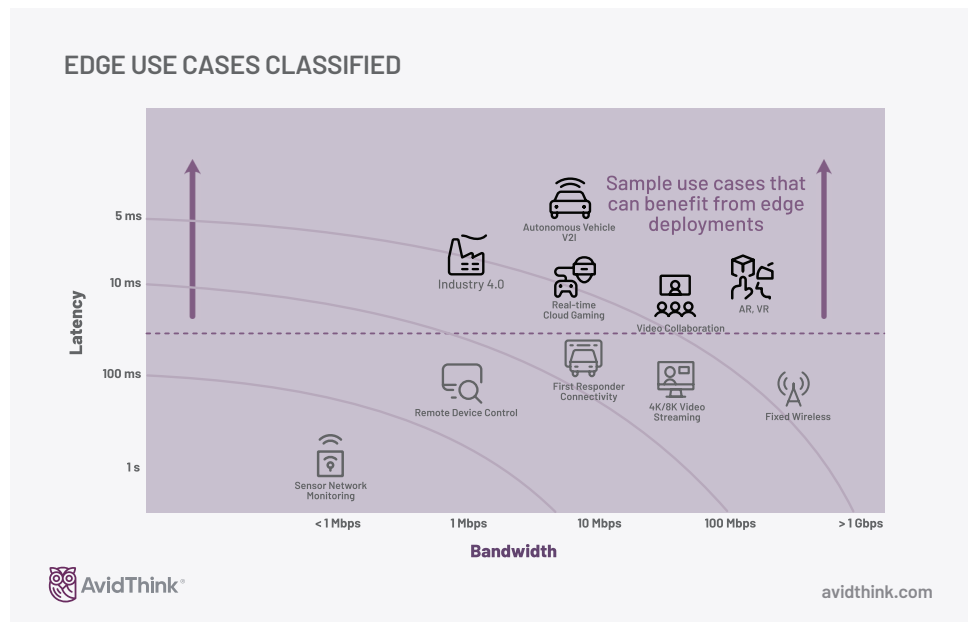 EDGE USE CASES CLASSIFIED
Sample use cases that
can benefit from edge
deployments
5 ms
10 ms
100 ms
1 s
Latency
Autonomous Vehicle
V2I
Industry 4.0
Real-time
Cloud Gaming
Video Collaboration
AR, VR
First Responder
Connectivity
Remote Device Control
4K/8K Video
Streaming
Fixed Wireless
Sensor Network
Monitoring
< 1 Mbps
1 Mbps
10 Mbps
100 Mbps
> 1 Gbps
Bandwidth
AvidThink®
avidthink.com